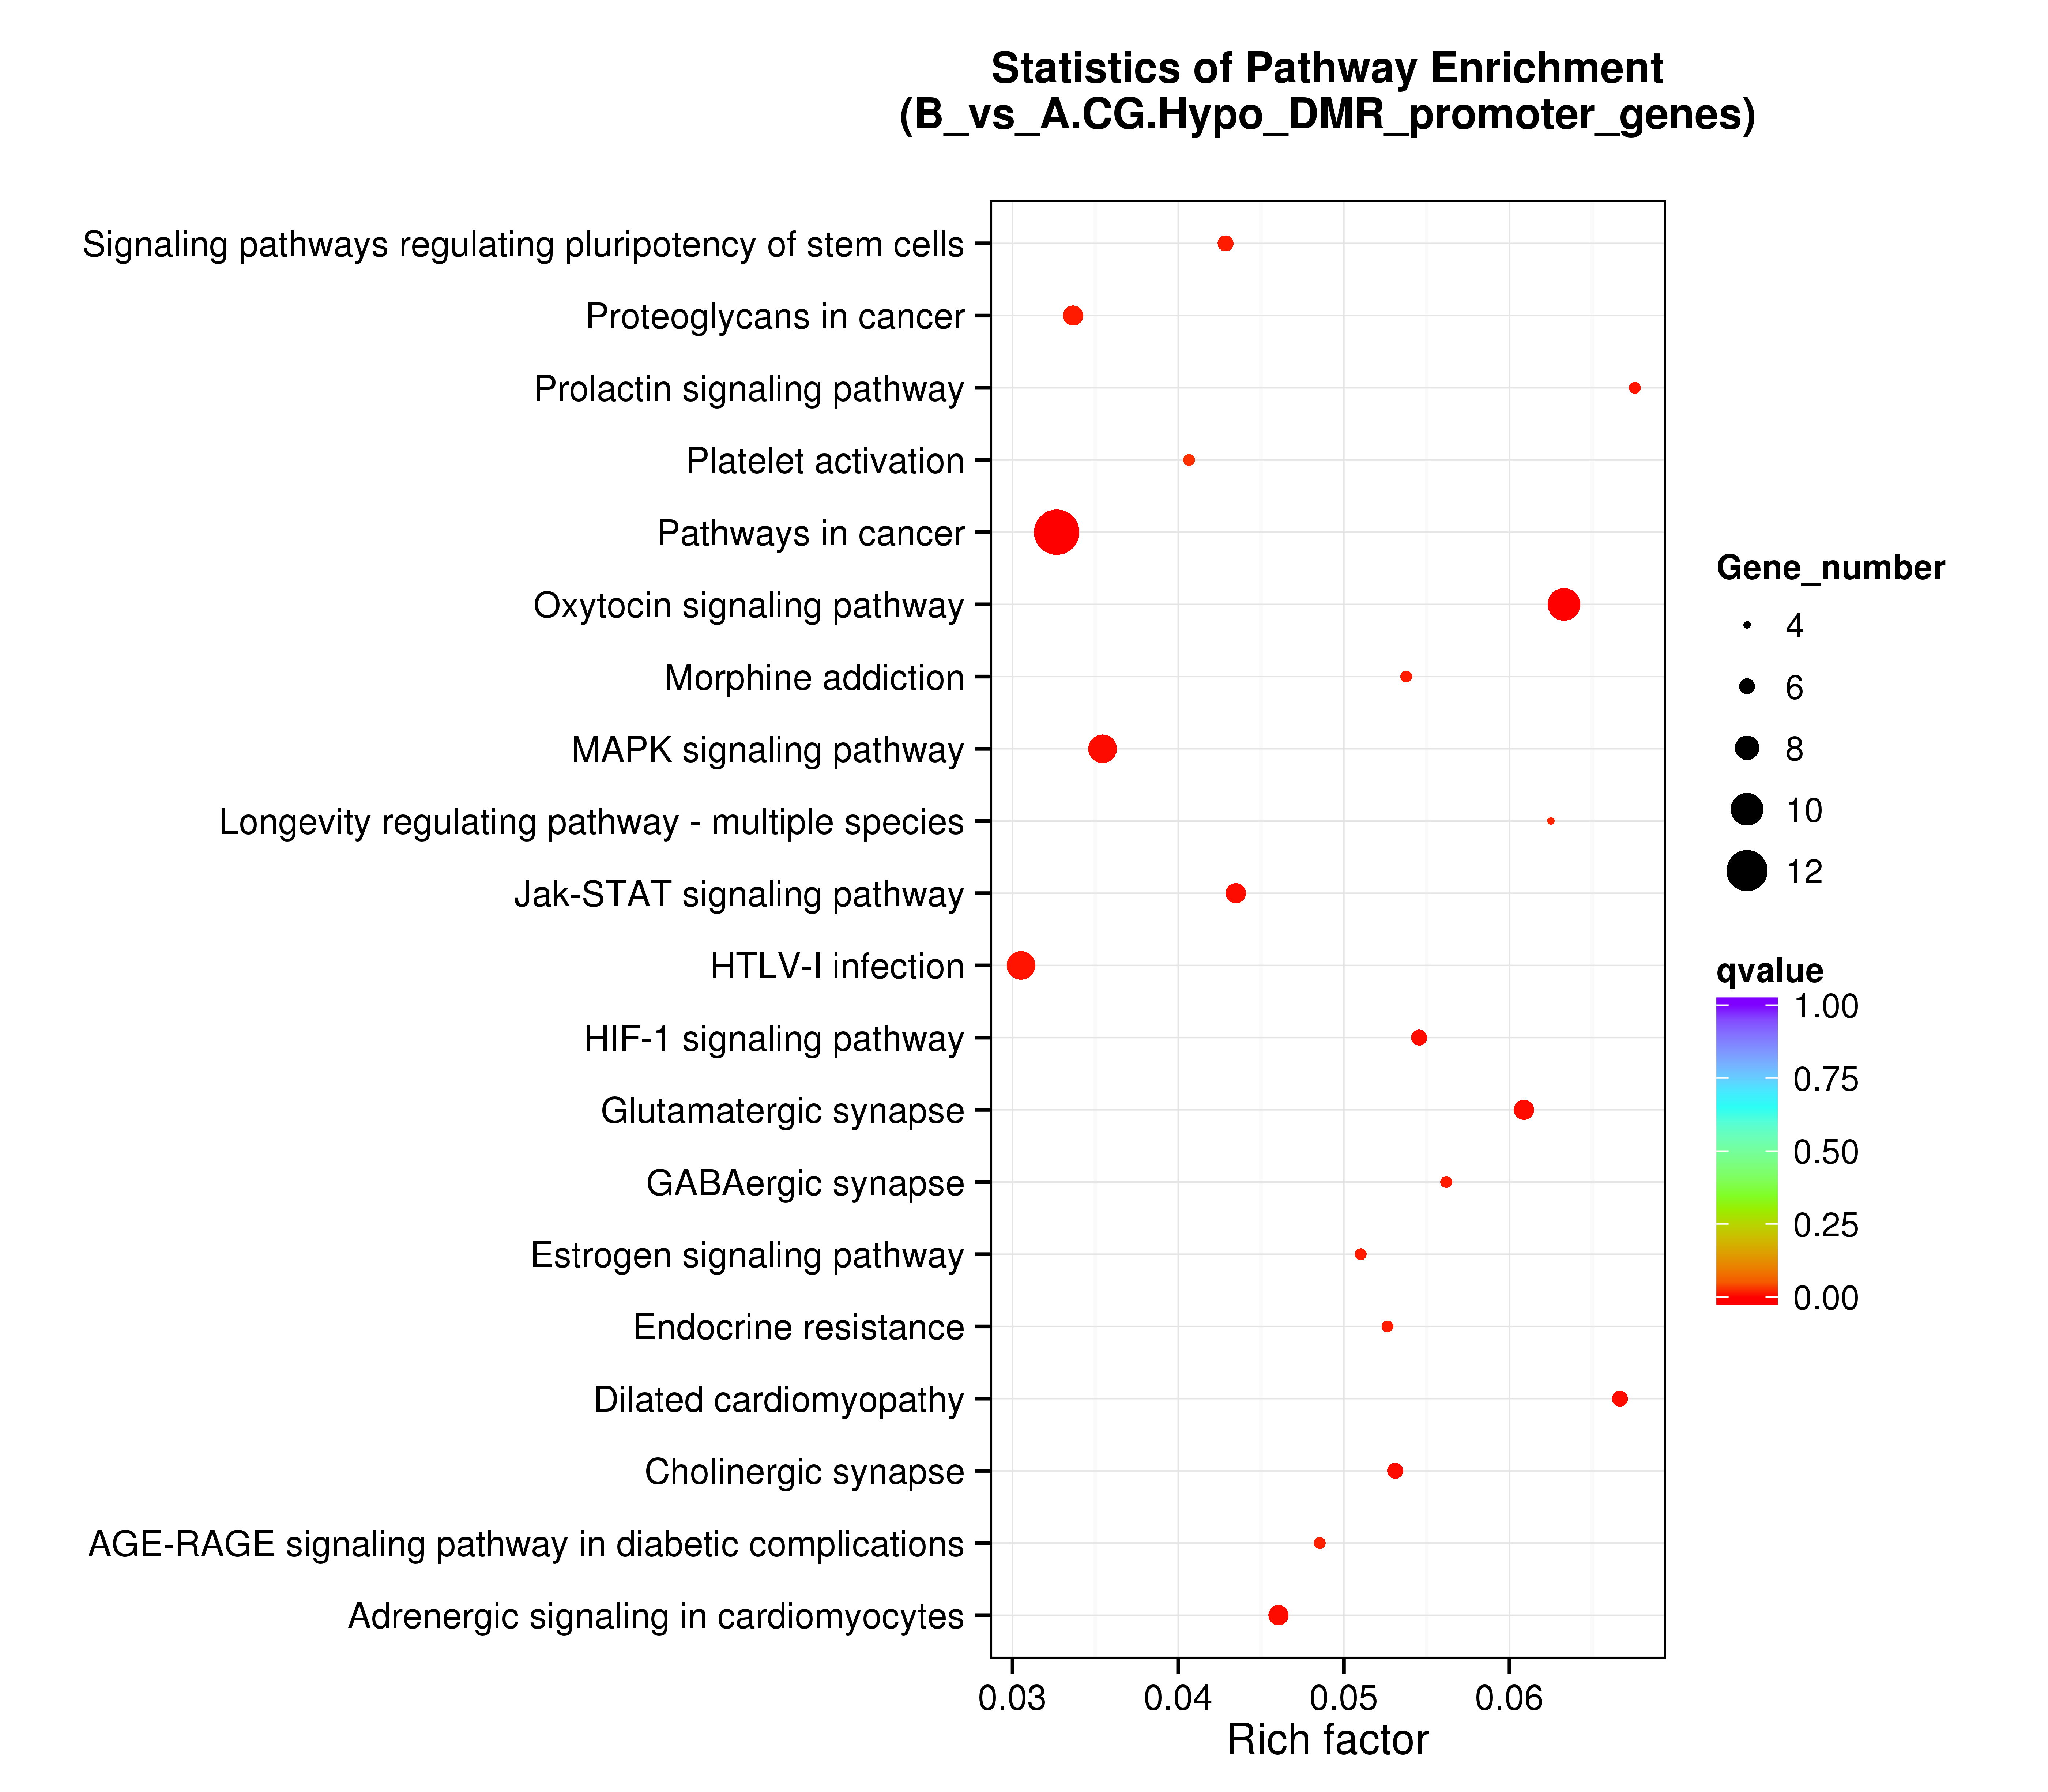 Statistics of Pathway Enrichment
(B_vs_A.CG.Hypo_DMR_promoter_genes)
Signaling pathways regulating pluripotency of stem cells
Proteoglycans in cancer
Prolactin signaling pathway
Platelet activation
Pathways in cancer
Oxytocin signaling pathway
Morphine addiction
MAPK signaling pathway
Longevity regulating pathway - multiple species
Jak-STAT signaling pathway
HTLV-I infection
HIF-1 signaling pathway
Glutamatergic synapse
GABAergic synapse
Estrogen signaling pathway
Endocrine resistance
Dilated cardiomyopathy
Cholinergic synapse
AGE-RAGE signaling pathway in diabetic complications
Adrenergic signaling in cardiomyocytes
0.03 0.04 0.05 0.06
Rich factor
Gene_number
4
6
8
10
12
qvalue
1.00
0.75
0.50
0.25
0.00